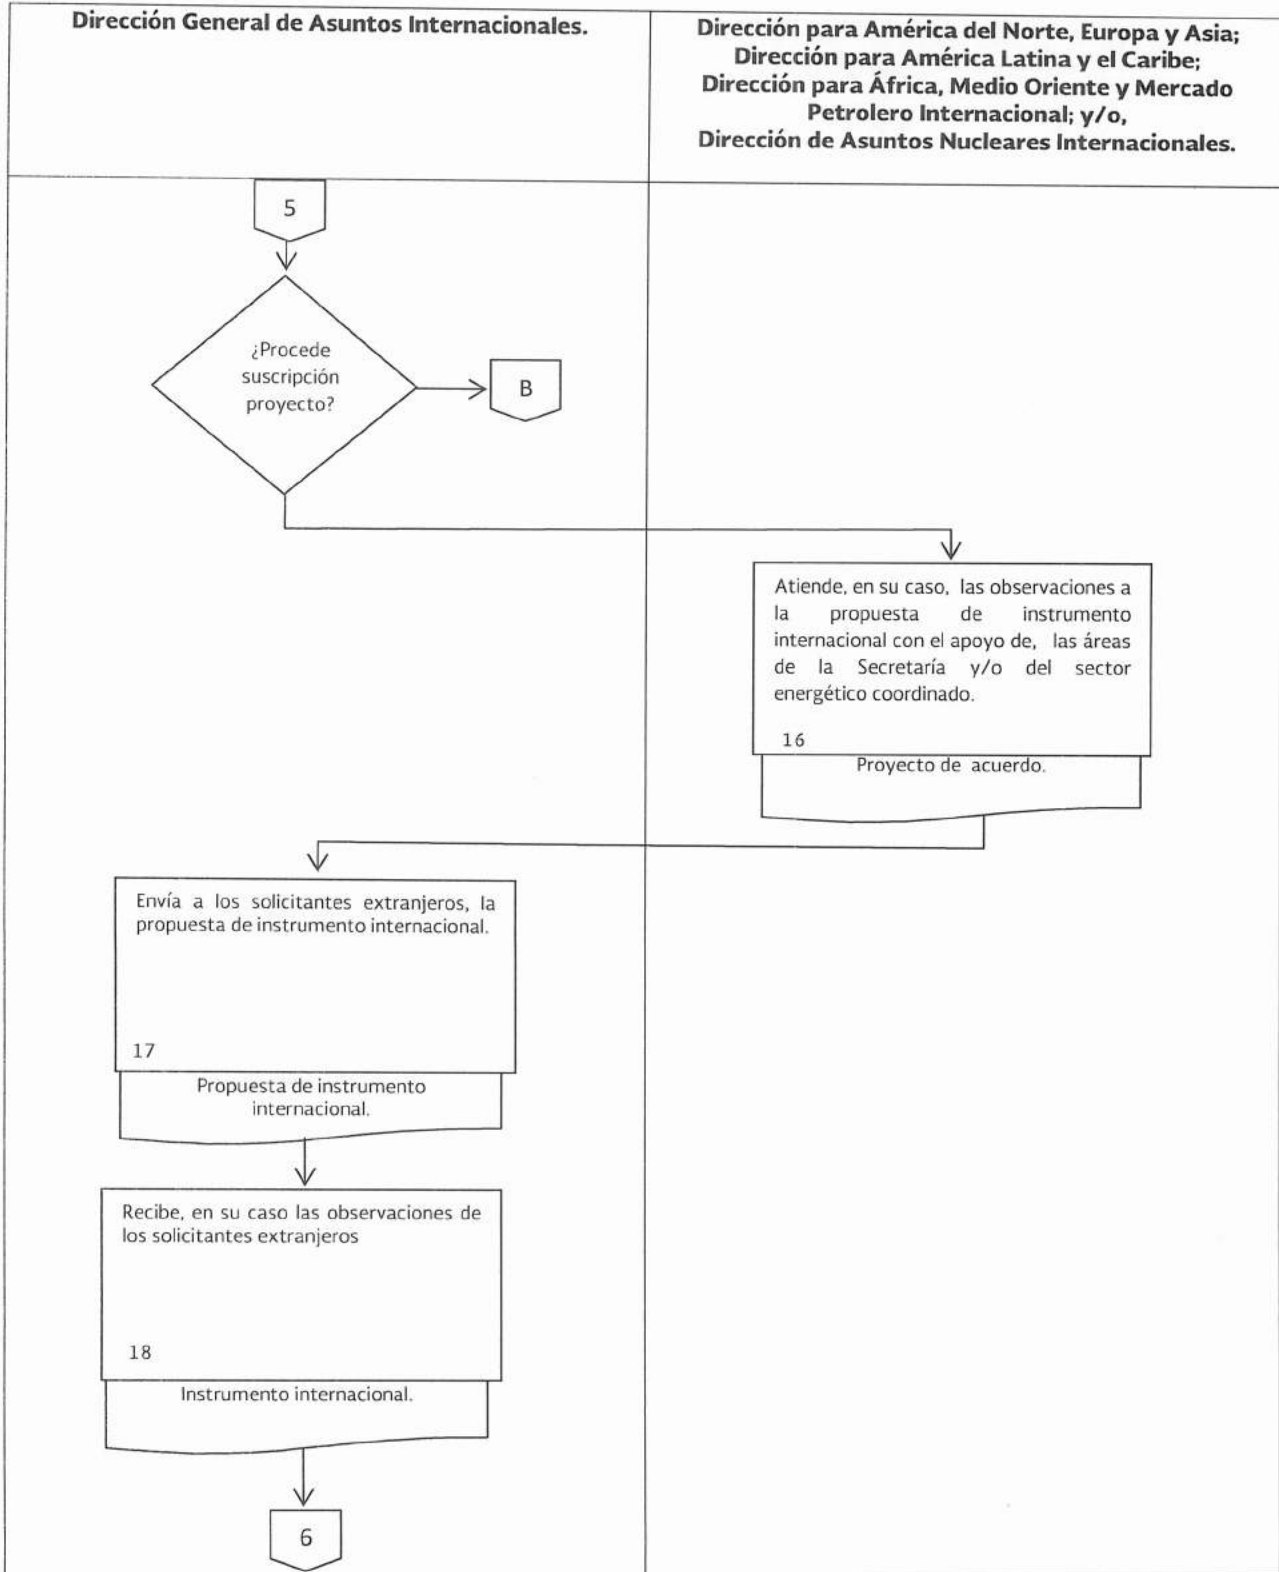 Dirección General de Asuntos Internacionales.
Dirección para América del Norte, Europa y Asia;
Dirección para América Latina y el Caribe;
Dirección para África, Medio Oriente y Mercado
Petrolero Internacional; y/o,
Dirección de Asuntos Nucleares Internacionales.
5
¿Procede
suscripción
proyecto?
B
Atiende, en su caso, las observaciones a
la propuesta de instrumento
internacional con el apoyo de, las áreas
de la Secretaría y/o del sector
energético coordinado.
16
Proyecto de acuerdo.
Envía a los solicitantes extranjeros, la
propuesta de instrumento internacional.
17
Propuesta de instrumento
internacional.
Recibe, en su caso las observaciones de
los solicitantes extranjeros
18
Instrumento internacional.
6